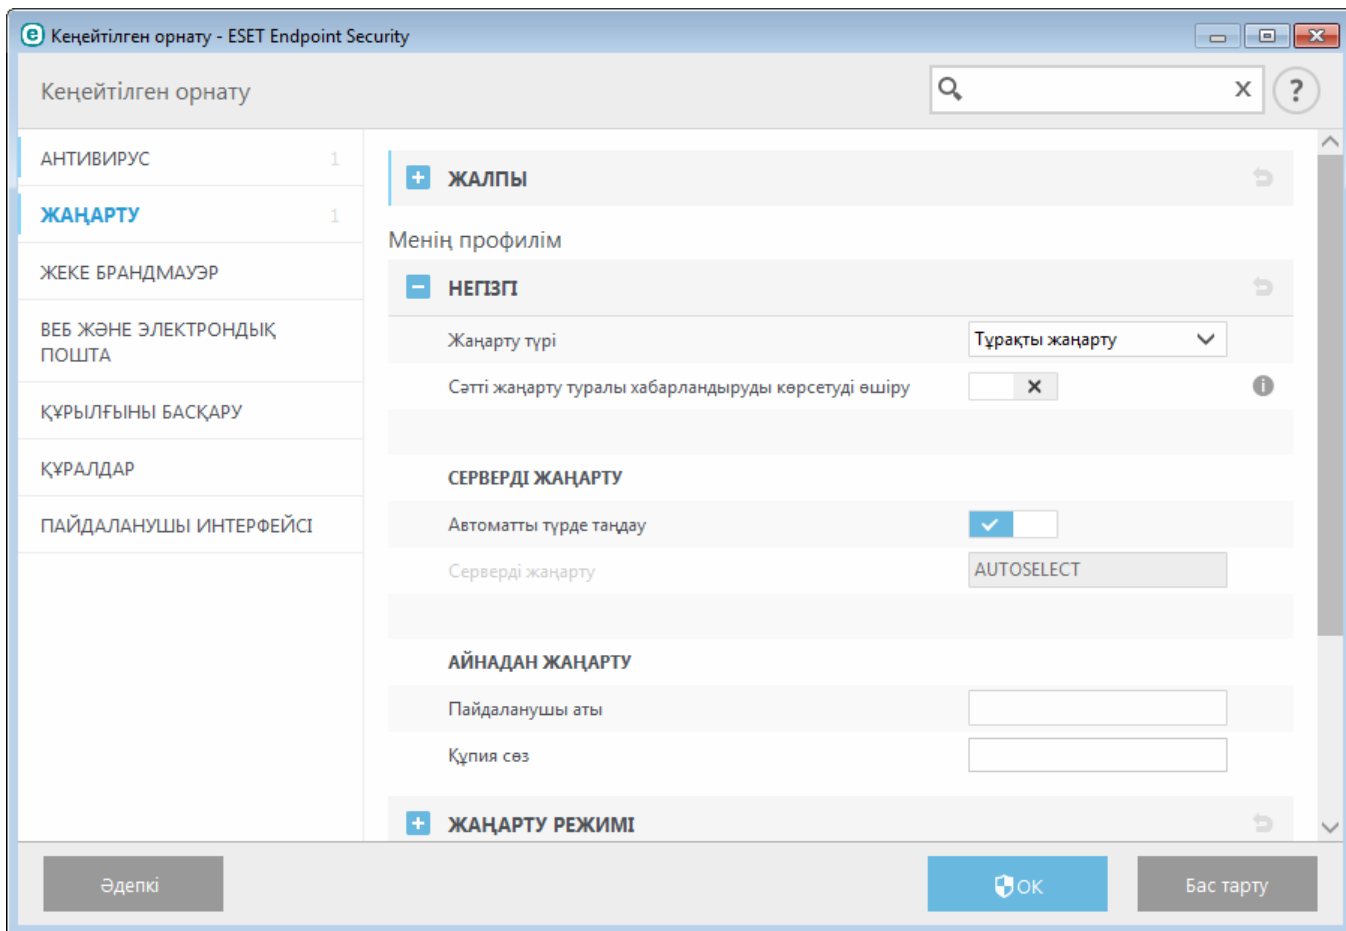 Кеңейтілген орнату - ESET Endpoint Security
Кеңейтілген орнату
АНТИВИРУС 1
ЖАҢАРТУ 1
ЖЕКЕ БРАНДМАУЭР
ВЕБ ЖӘНЕ ЭЛЕКТРОНДЫҚ
ПОШТА
ҚҰРЫЛҒЫНЫ БАСҚАРУ
ҚҰРАЛДАР
ПАЙДАЛАНУШЫ ИНТЕРФЕЙСІ
ЖАЛПЫ
Менің профилім
НЕГІЗГІ
Жаңарту түрі Тұрақты жаңарту
Сәтті жаңарту туралы хабарландыруды көрсетуді өшіру
СЕРВЕРДІ ЖАҢАРТУ
Автоматты түрде таңдау
Серверді жаңарту AUTOSELECT
АЙНАДАН ЖАҢАРТУ
Пайдаланушы аты
Құпия сөз
ЖАҢАРТУ РЕЖИМІ
Әдепкі OK Бас тарту